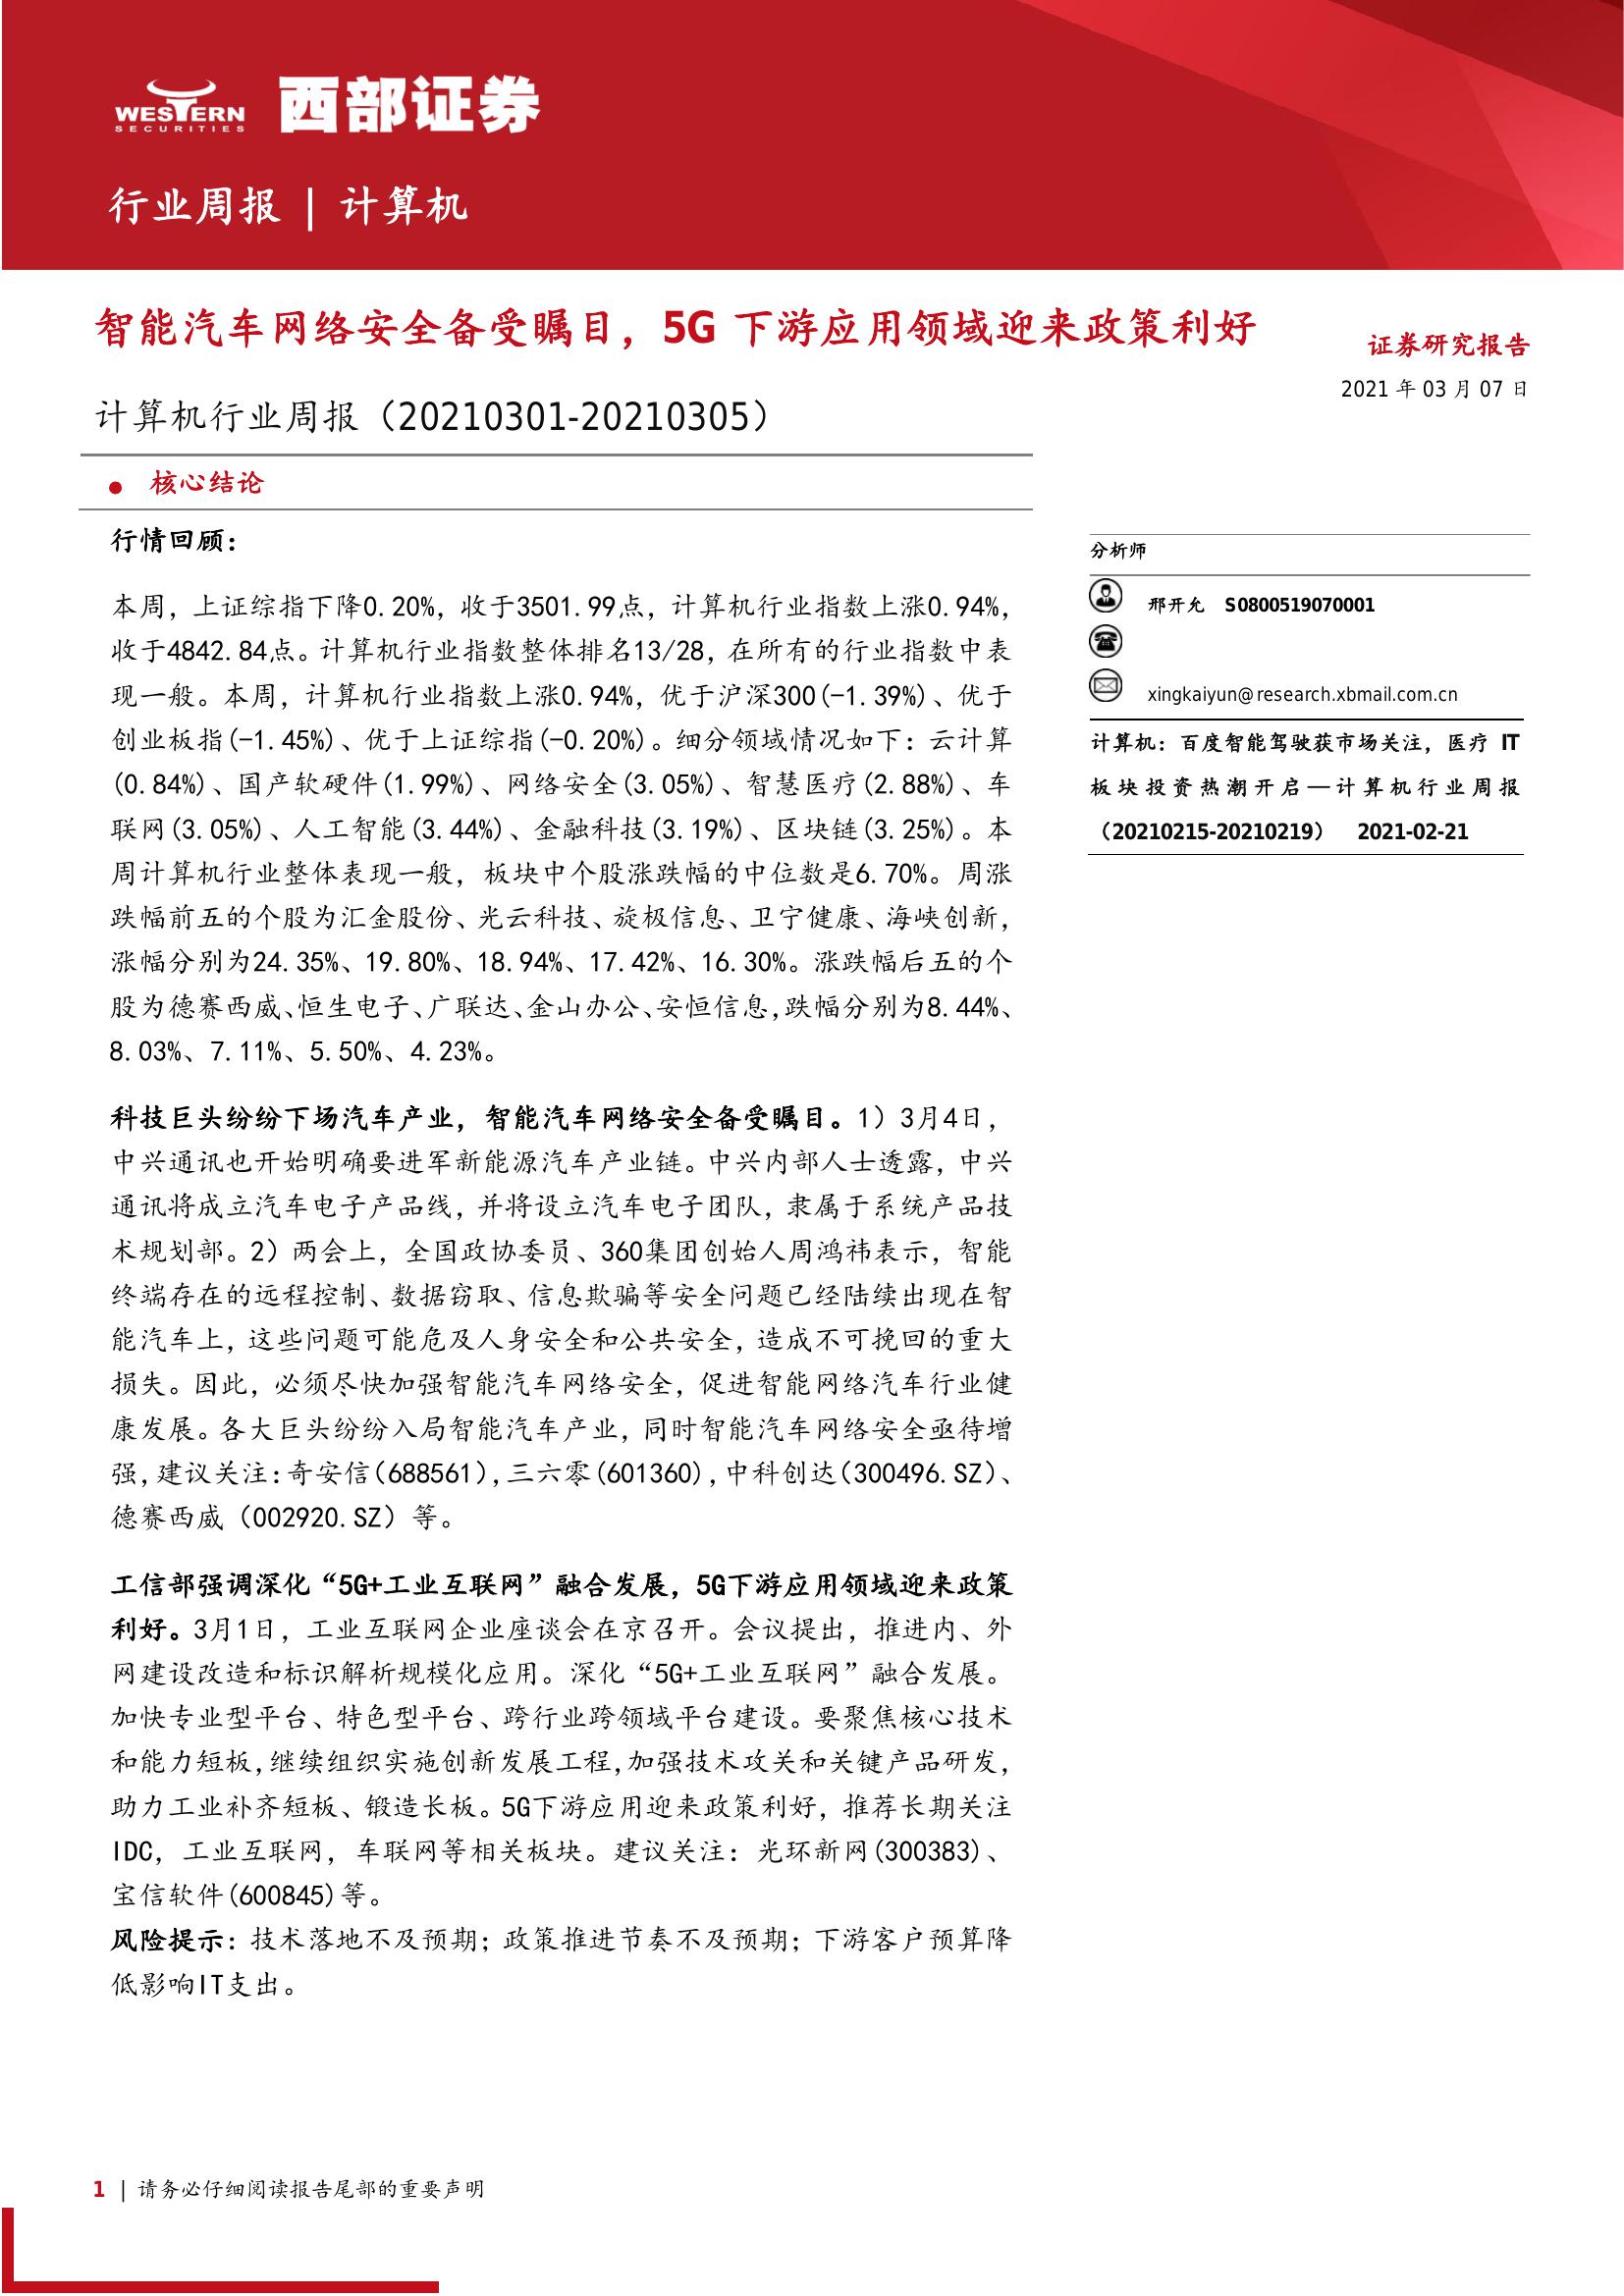 WESTERN
SECURITIES
西部证券
行业周报 | 计算机
智能汽车网络安全备受瞩目，5G 下游应用领域迎来政策利好
证券研究报告
2021 年 03 月 07 日
计算机行业周报（20210301-20210305）
● 核心结论
行情回顾：
本周，上证综指下降0.20%，收于3501.99点，计算机行业指数上涨0.94%，
收于4842.84点。计算机行业指数整体排名13/28，在所有的行业指数中表
现一般。本周，计算机行业指数上涨0.94%，优于沪深300(-1.39%)、优于
创业板指(-1.45%)、优于上证综指(-0.20%)。细分领域情况如下：云计算
(0.84%)、国产软硬件(1.99%)、网络安全(3.05%)、智慧医疗(2.88%)、车
联网(3.05%)、人工智能(3.44%)、金融科技(3.19%)、区块链(3.25%)。本
周计算机行业整体表现一般，板块中个股涨跌幅的中位数是6.70%。周涨
跌幅前五的个股为汇金股份、光云科技、旋极信息、卫宁健康、海峡创新，
涨幅分别为24.35%、19.80%、18.94%、17.42%、16.30%。涨跌幅后五的个
股为德赛西威、恒生电子、广联达、金山办公、安恒信息，跌幅分别为8.44%、
8.03%、7.11%、5.50%、4.23%。
科技巨头纷纷下场汽车产业，智能汽车网络安全备受瞩目。1）3月4日，
中兴通讯也开始明确要进军新能源汽车产业链。中兴内部人士透露，中兴
通讯将成立汽车电子产品线，并将设立汽车电子团队，隶属于系统产品技
术规划部。2）两会上，全国政协委员、360集团创始人周鸿祎表示，智能
终端存在的远程控制、数据窃取、信息欺骗等安全问题已经陆续出现在智
能汽车上，这些问题可能危及人身安全和公共安全，造成不可挽回的重大
损失。因此，必须尽快加强智能汽车网络安全，促进智能网络汽车行业健
康发展。各大巨头纷纷入局智能汽车产业，同时智能汽车网络安全亟待增
强，建议关注：奇安信(688561)，三六零(601360)，中科创达(300496.SZ)、
德赛西威（002920.SZ）等。
工信部强调深化“5G+工业互联网”融合发展，5G下游应用领域迎来政策
利好。3月1日，工业互联网企业座谈会在京召开。会议提出，推进内、外
网建设改造和标识解析规模化应用。深化“5G+工业互联网”融合发展。
加快专业型平台、特色型平台、跨行业跨领域平台建设。要聚焦核心技术
和能力短板，继续组织实施创新发展工程，加强技术攻关和关键产品研发，
助力工业补齐短板、锻造长板。5G下游应用迎来政策利好，推荐长期关注
IDC，工业互联网，车联网等相关板块。建议关注：光环新网(300383)、
宝信软件(600845)等。
风险提示：技术落地不及预期；政策推进节奏不及预期；下游客户预算降
低影响IT支出。
分析师
邢开允 S0800519070001
xingkaiyun@research.xbmail.com.cn
计算机：百度智能驾驶获市场关注，医疗 IT
板块投资热潮开启—计算机行业周报
（20210215-20210219） 2021-02-21
1 | 请务必仔细阅读报告尾部的重要声明